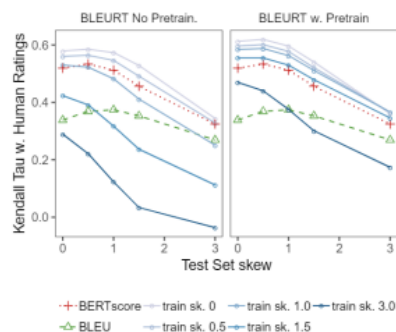 BLEURT No Pretrain.
BLEURT w. Pretrain
Kendall Tau w. Human Ratings
0.6
0.4
0.2
0.0
0 1 2 3 0 1 2 3
Test Set skew
BERTscore train sk. 0 train sk. 1.0 train sk. 3.0
BLEU train sk. 0.5 train sk. 1.5